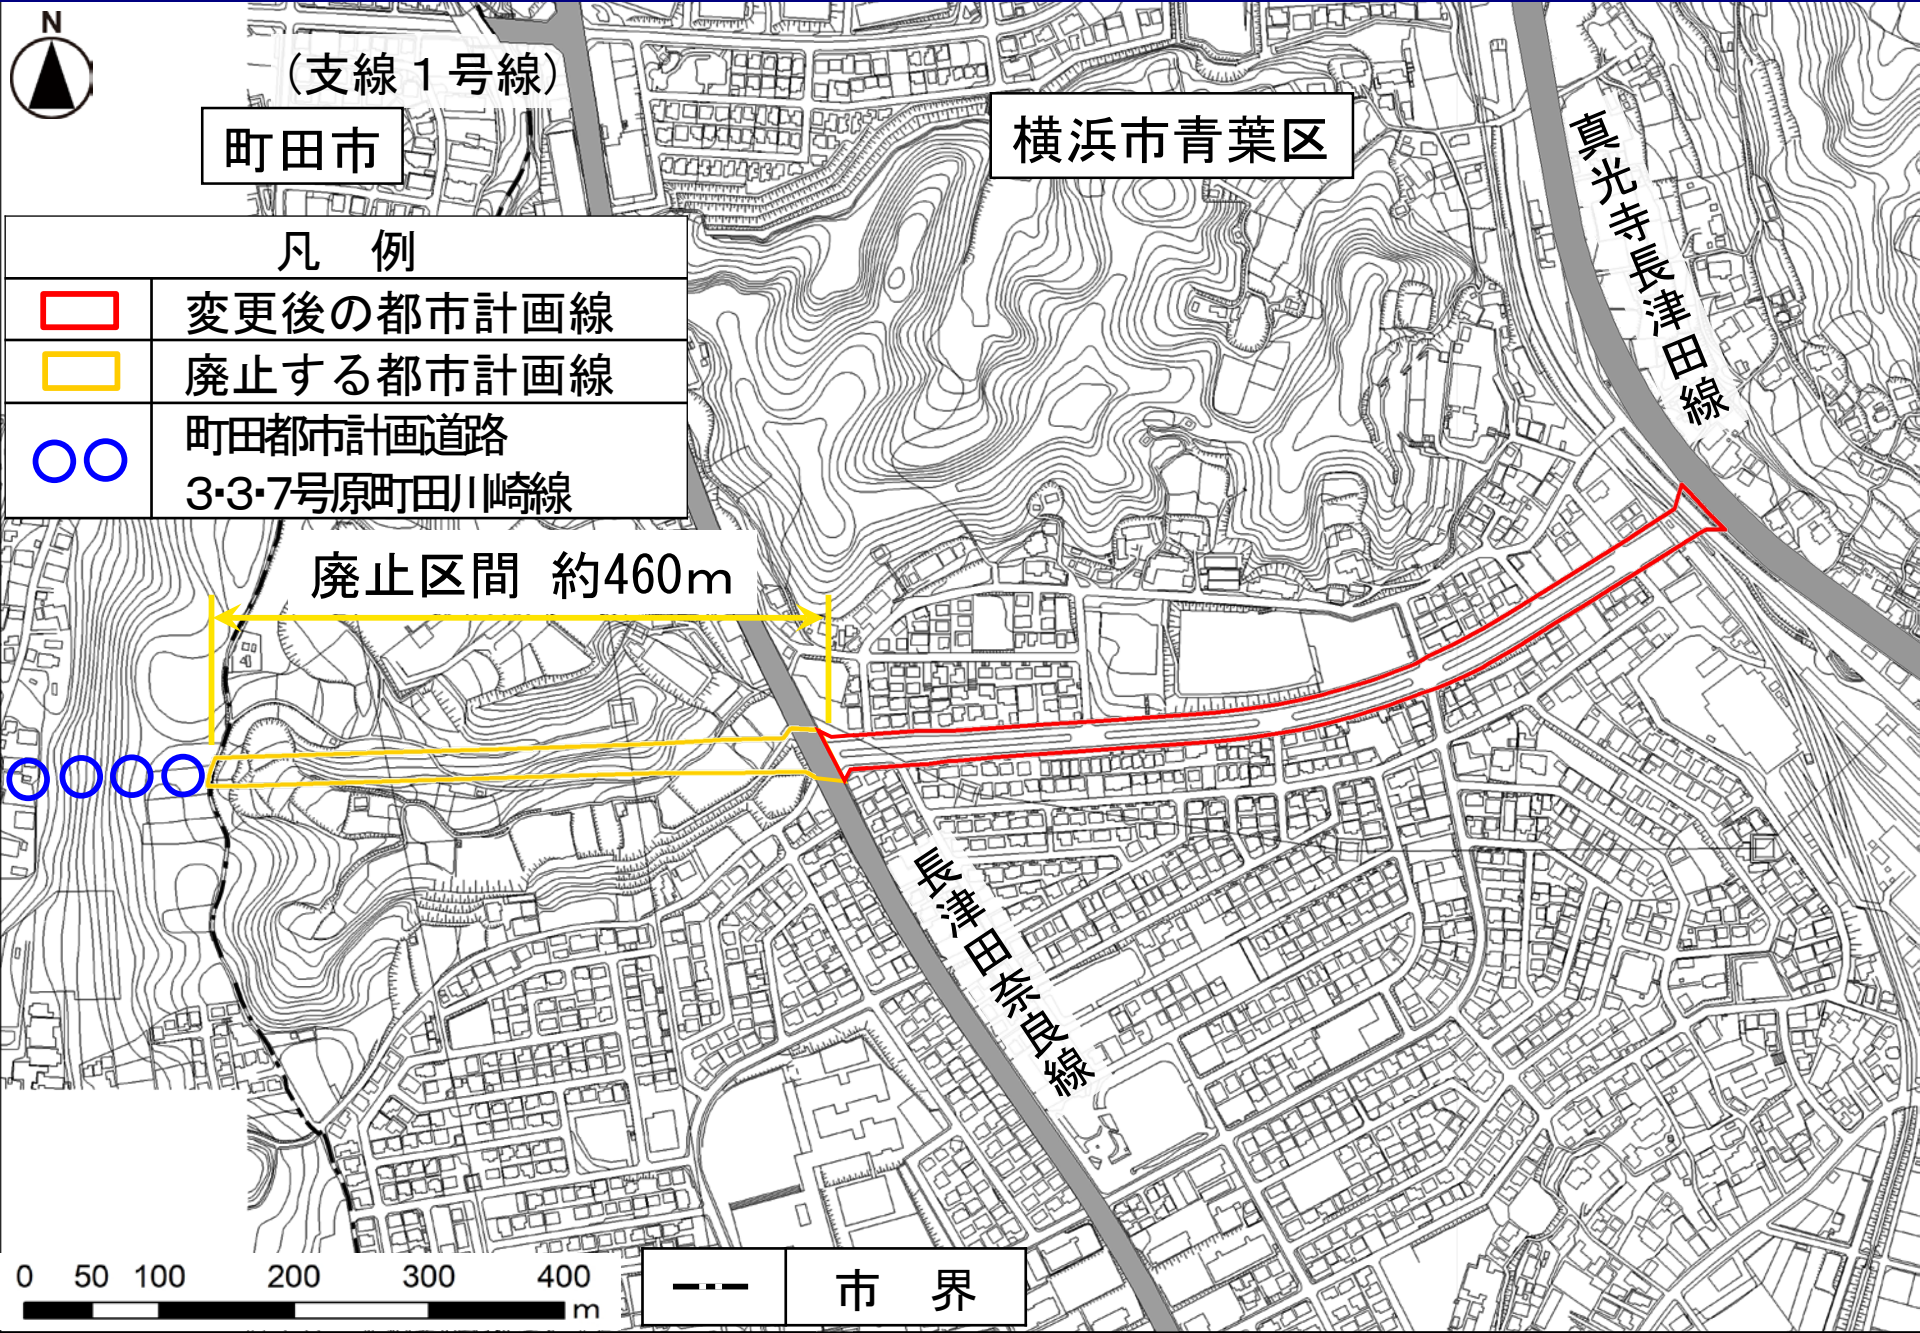 N
(支線１号線)
町田市
横浜市青葉区
真光寺長津田線
凡　例
変更後の都市計画線
廃止する都市計画線
町田都市計画道路
3・3・7号原町田川崎線
廃止区間 約460m
長津田奈良線
0 50 100 200 300 400
m
市　界